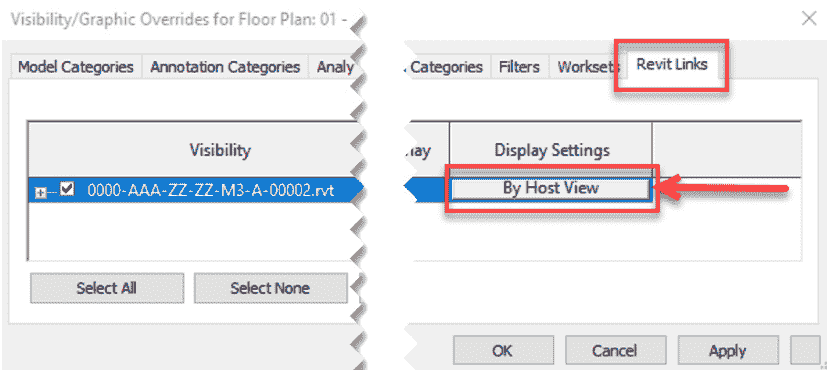 Visibility/Graphic Overrides for Floor Plan: 01 -
Model Categories Annotation Categories Analy Categories Filters Worksets Revit Links
Visibility lay Display Settings
0000-AAA-ZZ-ZZ-M3-A-00002.rvt By Host View
Select All Select None
OK Cancel Apply